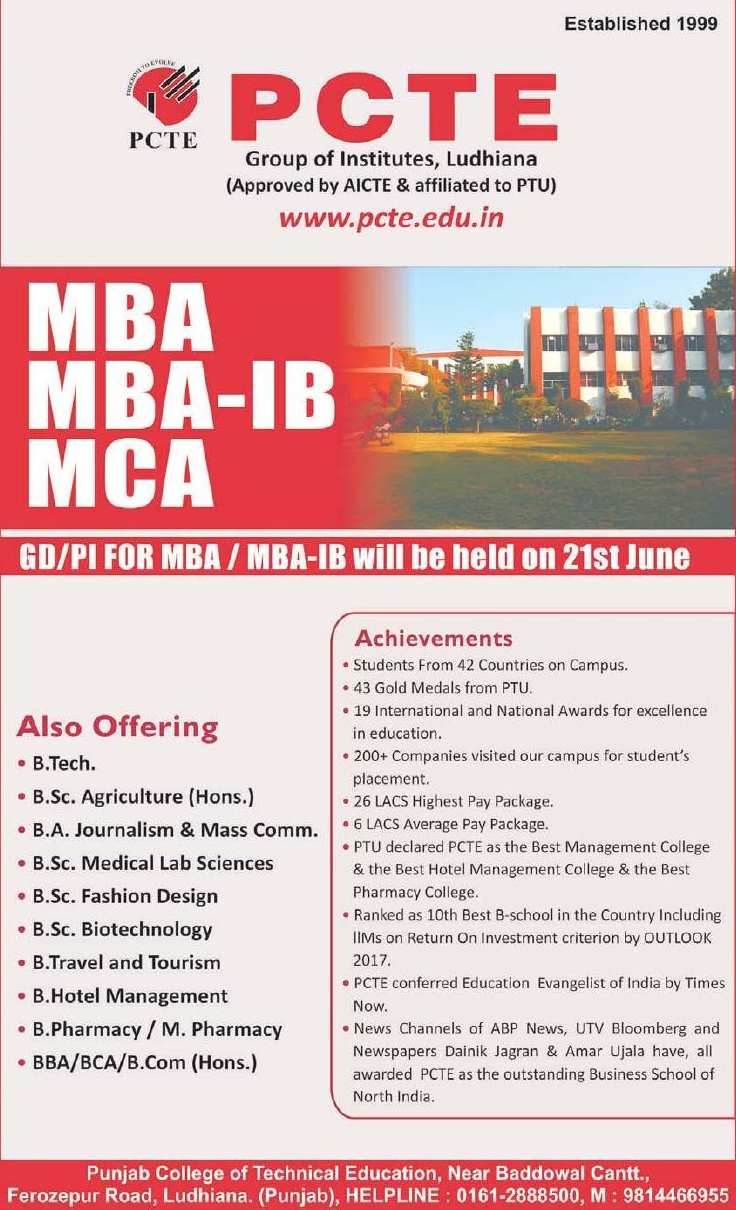 Established 1999
FREEDOM TO EVOLVE
PCTE
PCTE
Group of Institutes, Ludhiana
(Approved by AICTE & affiliated to PTU)
www.pcte.edu.in
MBA
MBA-IB
MCA
GD/PI FOR MBA / MBA-IB will be held on 21st June
Also Offering
• B.Tech.
• B.Sc. Agriculture (Hons.)
• B.A. Journalism & Mass Comm.
• B.Sc. Medical Lab Sciences
• B.Sc. Fashion Design
• B.Sc. Biotechnology
• B.Travel and Tourism
• B.Hotel Management
• B.Pharmacy / M. Pharmacy
• BBA/BCA/B.Com (Hons.)
Achievements
• Students From 42 Countries on Campus.
• 43 Gold Medals from PTU.
• 19 International and National Awards for excellence
in education.
• 200+ Companies visited our campus for student's
placement.
• 26 LACS Highest Pay Package.
• 6 LACS Average Pay Package.
• PTU declared PCTE as the Best Management College
& the Best Hotel Management College & the Best
Pharmacy College.
• Ranked as 10th Best B-school in the Country Including
IIMs on Return On Investment criterion by OUTLOOK
2017.
• PCTE conferred Education Evangelist of India by Times
Now.
• News Channels of ABP News, UTV Bloomberg and
Newspapers Dainik Jagran & Amar Ujala have, all
awarded PCTE as the outstanding Business School of
North India.
Punjab College of Technical Education, Near Baddowal Cantt.,
Ferozepur Road, Ludhiana. (Punjab), HELPLINE : 0161-2888500, M : 9814466955